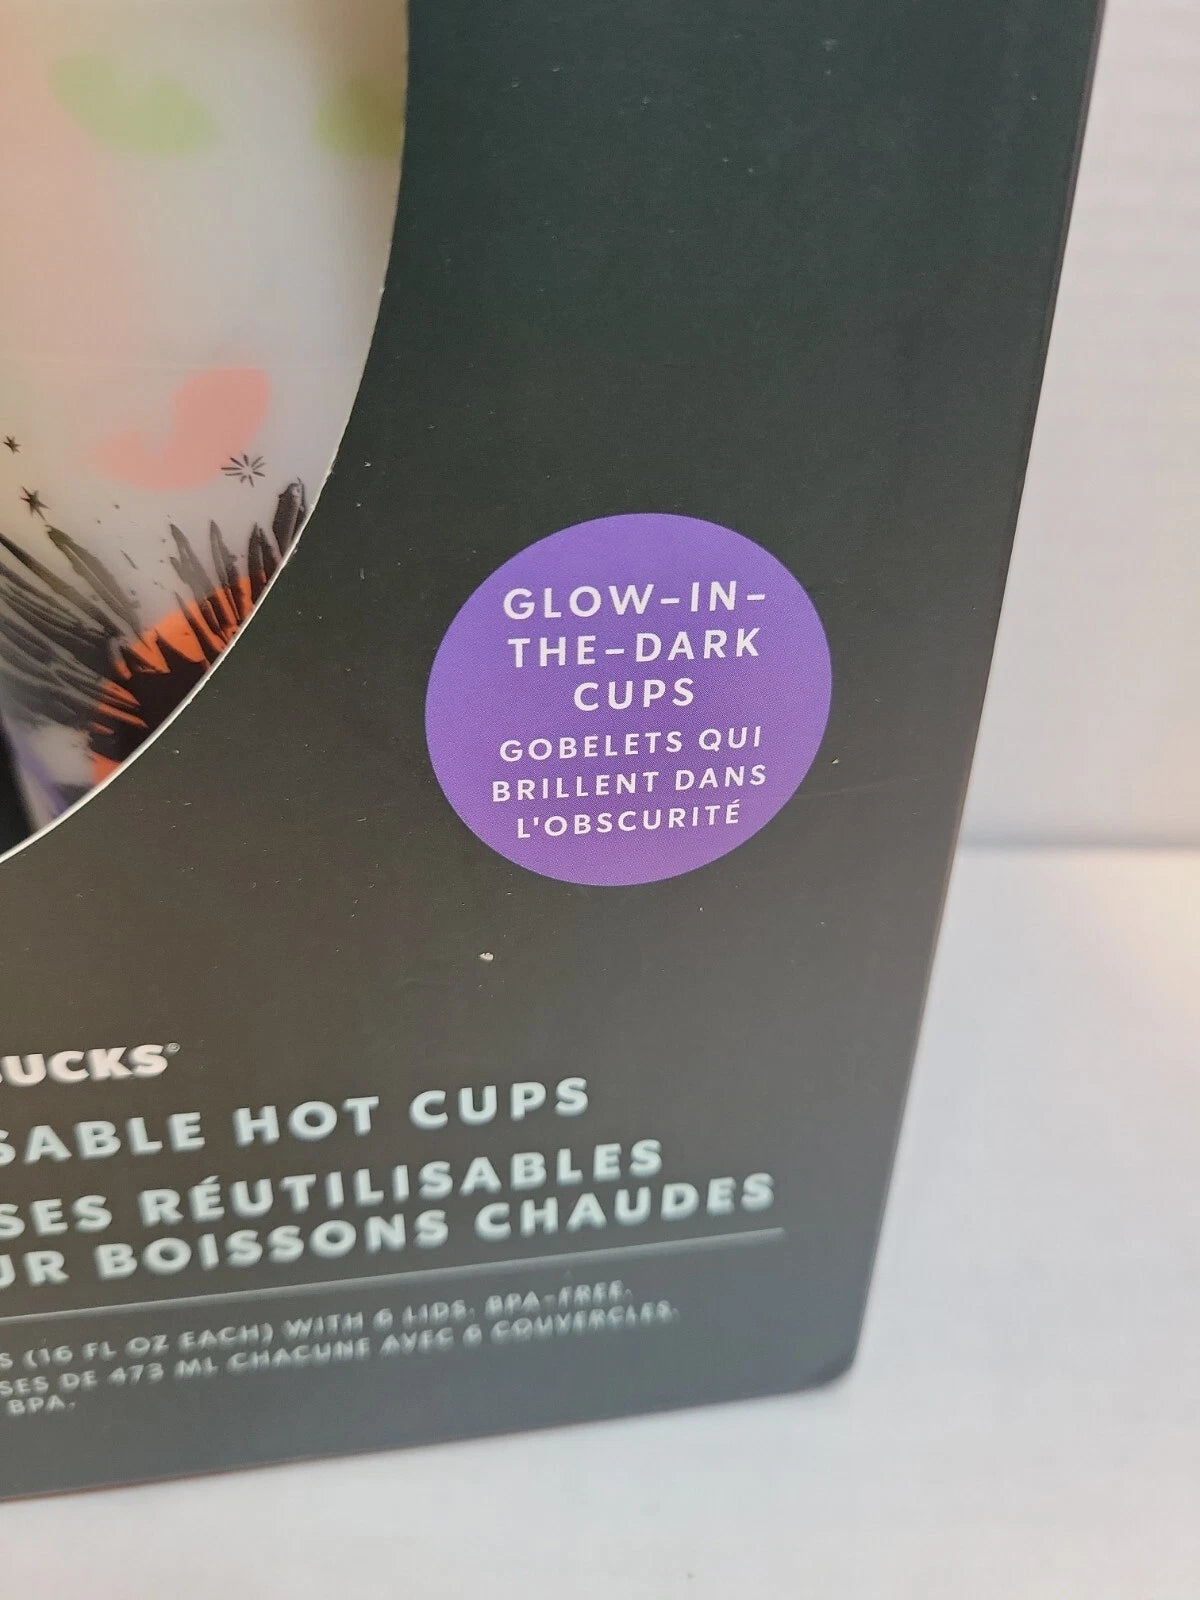 GLOW-IN-
THE-DARK
CUPS
GOBELETS QUI
BRILLENT DANS
L'OBSCURITÉ
BUCKS®
SABLE HOT CUPS
SES RÉUTILISABLES
UR BOISSONS CHAUDES
S (16 FL OZ EACH) WITH 6 LIDS. BPA-FREE.
SES DE 473 ML CHACUNE AVEC 6 COUVERCLES.
BPA.